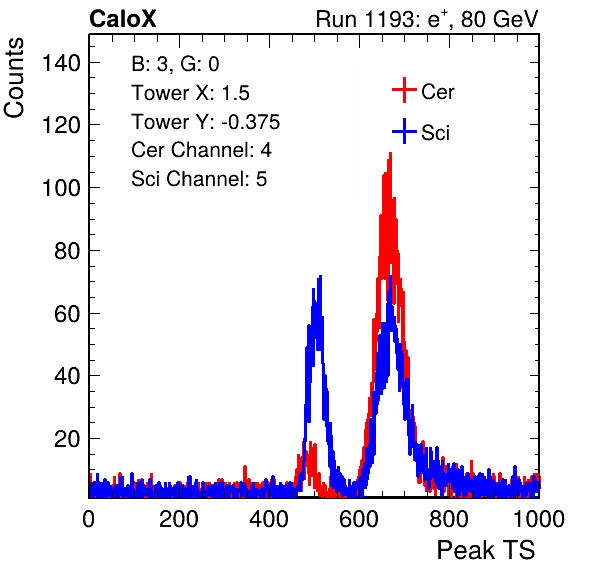 CaloX Run 1193: e⁺, 80 GeV
Counts
B: 3, G: 0
Tower X: 1.5
Tower Y: -0.375
Cer Channel: 4
Sci Channel: 5
Cer
Sci
140
120
100
80
60
40
20
0 200 400 600 800 1000
Peak TS